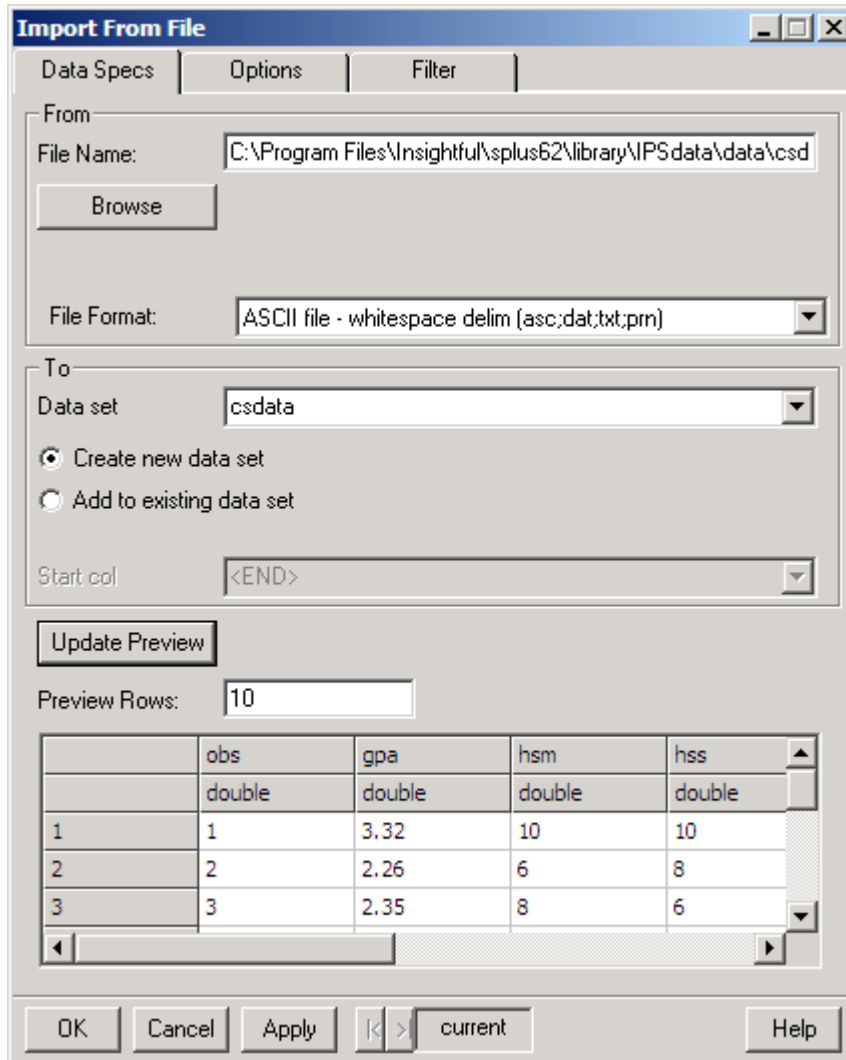 Import From File
Data Specs Options Filter
From
File Name: C:\Program Files\Insightful\splus62\library\IPSdata\data\csd
Browse
File Format: ASCII file - whitespace delim (asc;dat;txt;prn)
To
Data set csdata
Create new data set
Add to existing data set
Start col <END>
Update Preview
Preview Rows: 10
obs gpa hsm hss
double double double double
1 1 3.32 10 10
2 2 2.26 6 8
3 3 2.35 8 6
OK Cancel Apply |< >| current Help